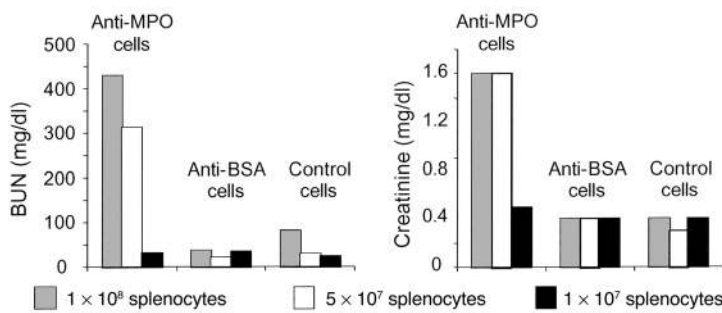 Anti-MPO
cells
500
400
300
200
100
0
BUN (mg/dl)
Anti-BSA
cells
Control
cells
Anti-MPO
cells
1.6
1.2
0.8
0.4
0
Creatinine (mg/dl)
Anti-BSA
cells
Control
cells
1 × 10⁸ splenocytes
5 × 10⁷ splenocytes
1 × 10⁷ splenocytes